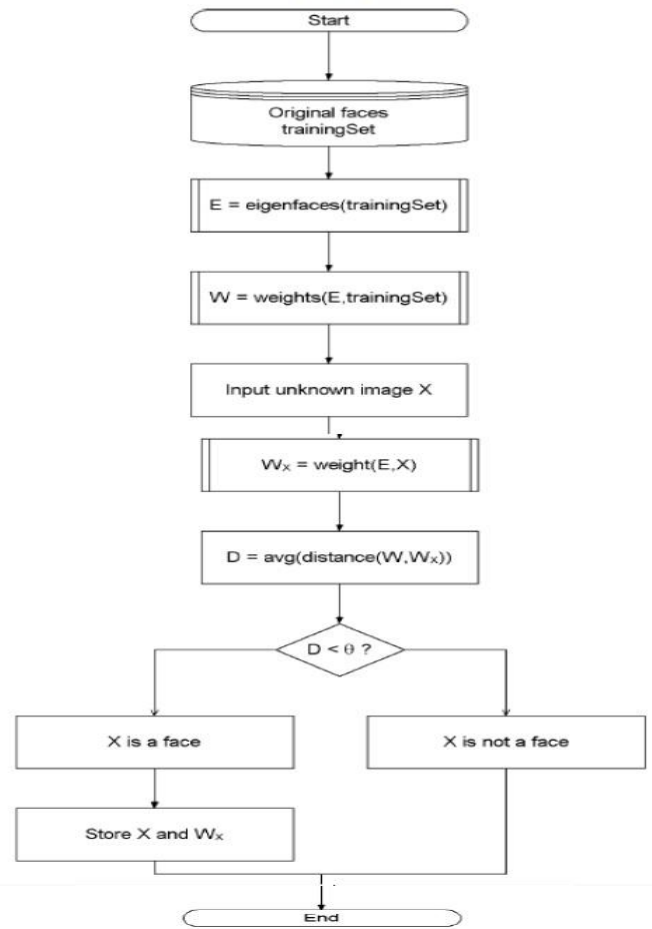 Start
Original faces
trainingSet
E = eigenfaces(trainingSet)
W = weights(E,trainingSet)
Input unknown image X
Wₓ = weight(E,X)
D = avg(distance(W,Wₓ))
D < θ ?
X is a face
X is not a face
Store X and Wₓ
End